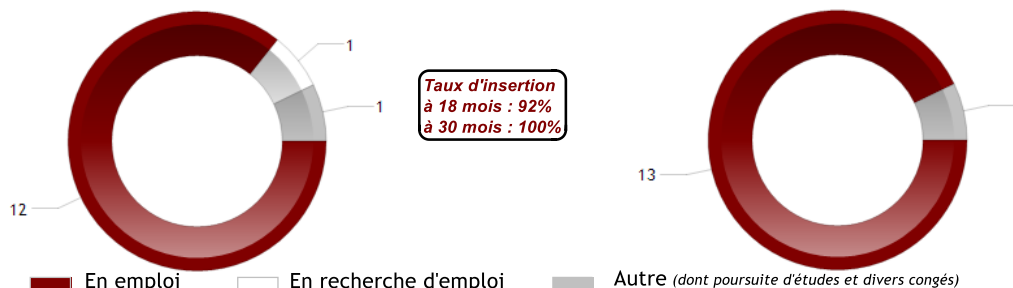 1
Taux d'insertion
à 18 mois : 92%
à 30 mois : 100%
1
13
12
En emploi
En recherche d'emploi
Autre (dont poursuite d'études et divers congés)